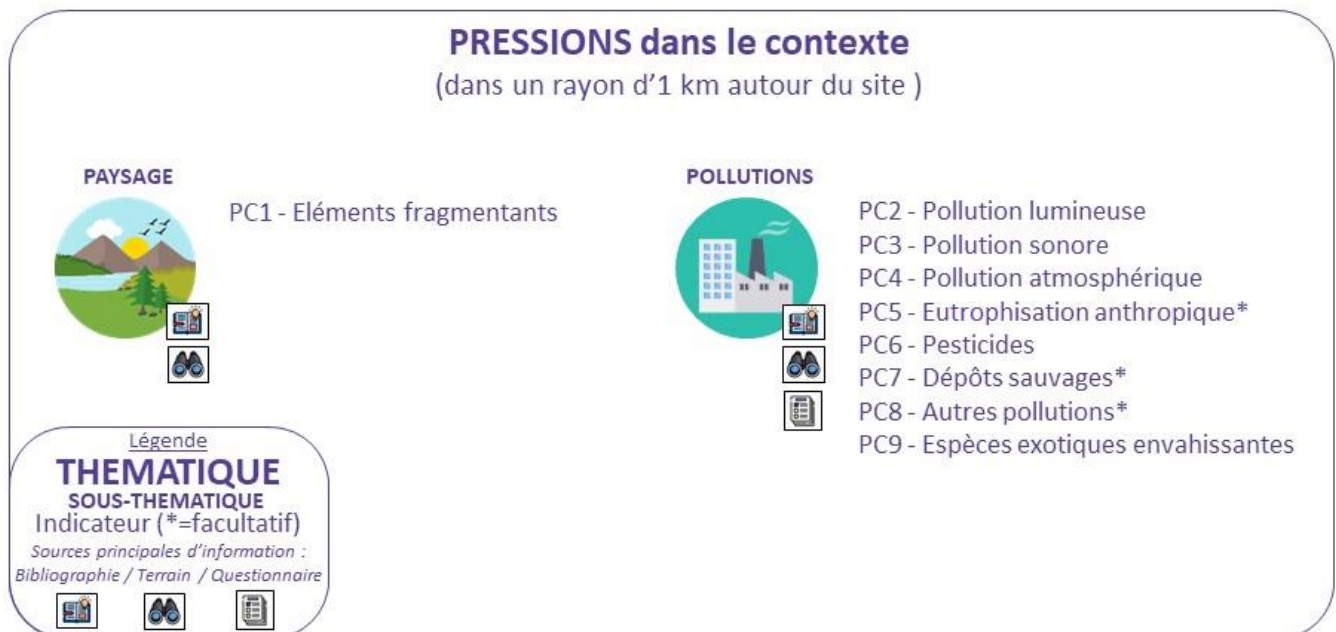 PRESSIONS dans le contexte
(dans un rayon d’1 km autour du site )
PAYSAGE
PC1 - Eléments fragmentants
POLLUTIONS
PC2 - Pollution lumineuse
PC3 - Pollution sonore
PC4 - Pollution atmosphérique
PC5 - Eutrophisation anthropique*
PC6 - Pesticides
PC7 - Dépôts sauvages*
PC8 - Autres pollutions*
PC9 - Espèces exotiques envahissantes
Légende
THEMATIQUE
SOUS-THEMATIQUE
Indicateur (*=facultatif)
Sources principales d’information :
Bibliographie / Terrain / Questionnaire